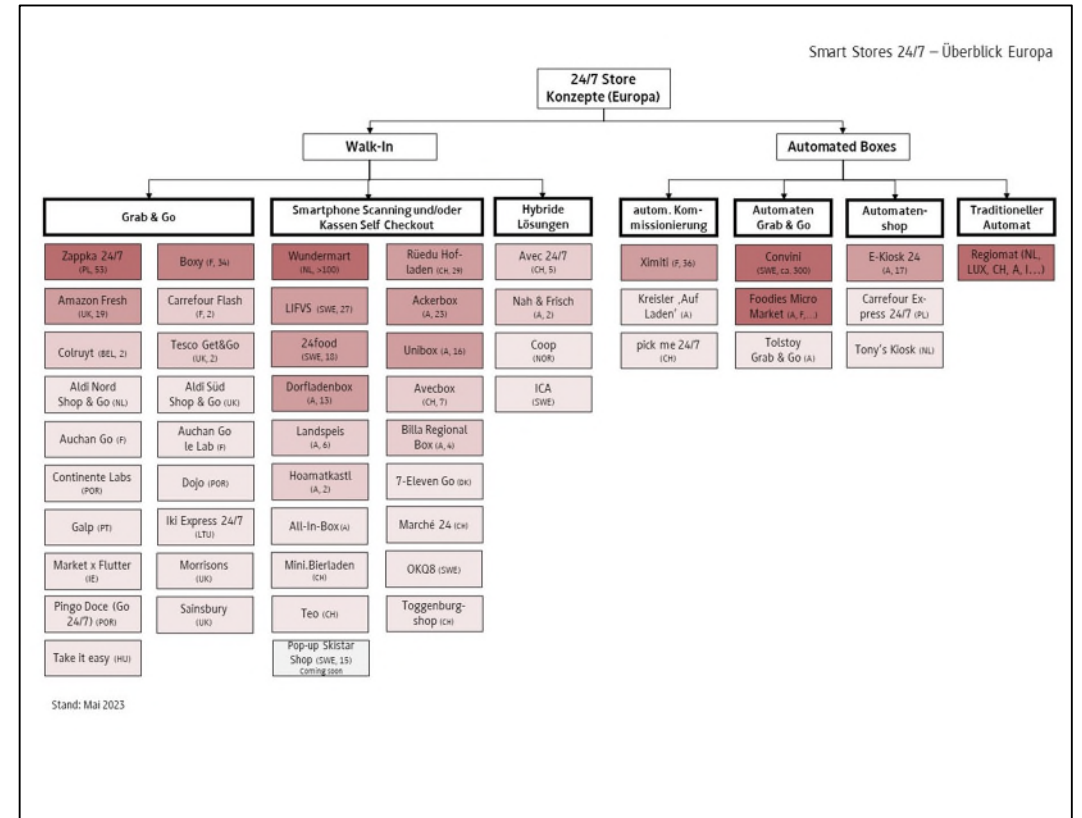 Smart Stores 24/7 – Überblick Europa
24/7 Store
Konzepte (Europa)
Walk-In
Automated Boxes
Grab & Go
Smartphone Scanning und/oder
Kassen Self Checkout
Hybride
Lösungen
autom. Kom-
missionierung
Automaten
Grab & Go
Automaten-
shop
Traditioneller
Automat
Zappka 24/7
(PL, 53)
Boxy (F, 34)
Amazon Fresh
(UK, 19)
Carrefour Flash
(F, 2)
Colruyt (BEL, 2)
Tesco Get&Go
(UK, 2)
Aldi Nord
Shop & Go (NL)
Aldi Süd
Shop & Go (UK)
Auchan Go (F)
Auchan Go
le Lab (F)
Continente Labs
(POR)
Dojo (POR)
Galp (PT)
Iki Express 24/7
(LTU)
Market x Flutter
(IE)
Morrisons
(UK)
Pingo Doce (Go
24/7) (POR)
Sainsbury
(UK)
Take it easy (HU)
Wundermart
(NL, >100)
Rüedu Hof-
laden (CH, 29)
LIFVS (SWE, 27)
Ackerbox
(A, 25)
24food
(SWE, 18)
Unibox (A, 16)
Dorfladenbox
(A, 13)
Avecbox
(CH, 7)
Landspeis
(A, 6)
Billa Regional
Box (A, 4)
Hoamatkastl
(A, 2)
7-Eleven Go (DK)
All-In-Box (A)
Marché 24 (CH)
Mini.Bierladen
(CH)
OKQ8 (SWE)
Teo (CH)
Toggenburg-
shop (CH)
Pop-up Skistar
Shop (SWE, 15)
Coming soon
Avec 24/7
(CH, 5)
Nah & Frisch
(A, 2)
Coop
(NOR)
ICA
(SWE)
Ximiti (F, 36)
Kreisler ‚Auf
Laden‘ (A)
pick me 24/7
(CH)
Convini
(SWE, ca. 300)
Foodies Micro
Market (A, F,...)
Tolstoy
Grab & Go (A)
E-Kiosk 24
(A, 17)
Carrefour Ex-
press 24/7 (PL)
Tony's Kiosk (NL)
Regiomat (NL,
LUX, CH, A, I...)
Stand: Mai 2023